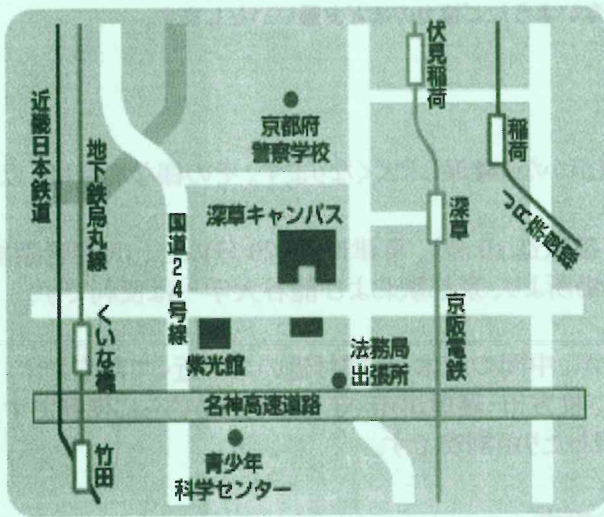 伏見稲荷
稲荷
JR奈良線
近畿日本鉄道
地下鉄烏丸線
京都府
警察学校
国道24号線
深草キャンパス
深草
くいな橋
紫光館
法務局
出張所
京阪電鉄
名神高速道路
竹田
青少年
科学センター